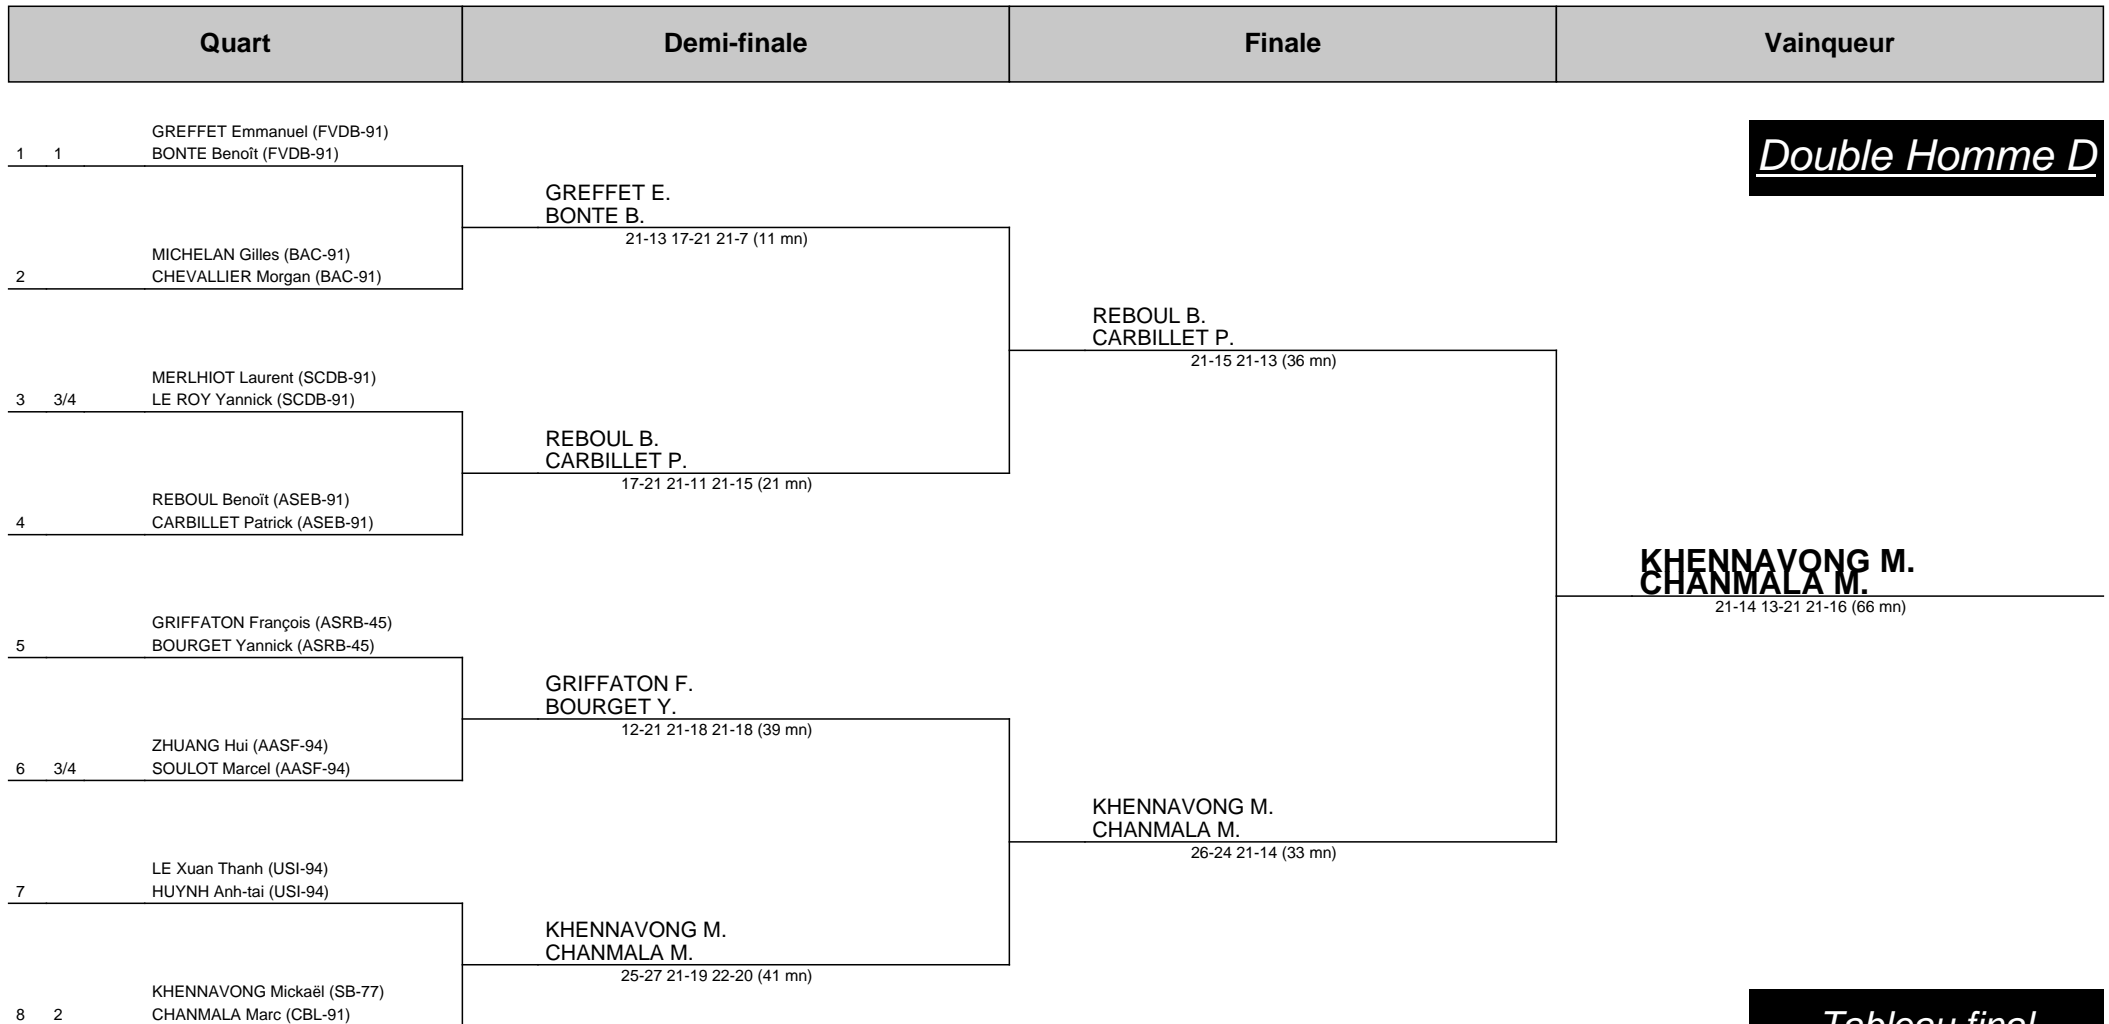 Quart Demi-finale Finale Vainqueur
Double Homme D
GREFFET Emmanuel (FVDB-91)
1 1 BONTE Benoît (FVDB-91)
GREFFET E.
BONTE B.
21-13 17-21 21-7 (11 mn)
MICHELAN Gilles (BAC-91)
2 CHEVALLIER Morgan (BAC-91)
REBOUL B.
CARBILLET P.
21-15 21-13 (36 mn)
MERLHIOT Laurent (SCDB-91)
3 3/4 LE ROY Yannick (SCDB-91)
REBOUL B.
CARBILLET P.
17-21 21-11 21-15 (21 mn)
REBOUL Benoït (ASEB-91)
4 CARBILLET Patrick (ASEB-91)
KHENNAVONG M.
CHANMALA M.
21-14 13-21 21-16 (66 mn)
GRIFFATON François (ASRB-45)
5 BOURGET Yannick (ASRB-45)
GRIFFATON F.
BOURGET Y.
12-21 21-18 21-18 (39 mn)
ZHUANG Hui (AASF-94)
6 3/4 SOULOT Marcel (AASF-94)
KHENNAVONG M.
CHANMALA M.
26-24 21-14 (33 mn)
LE Xuan Thanh (USI-94)
7 HUYNH Anh-tai (USI-94)
KHENNAVONG M.
CHANMALA M.
25-27 21-19 22-20 (41 mn)
KHENNAVONG Mickaël (SB-77)
8 2 CHANMALA Marc (CBL-91)
Tableau final